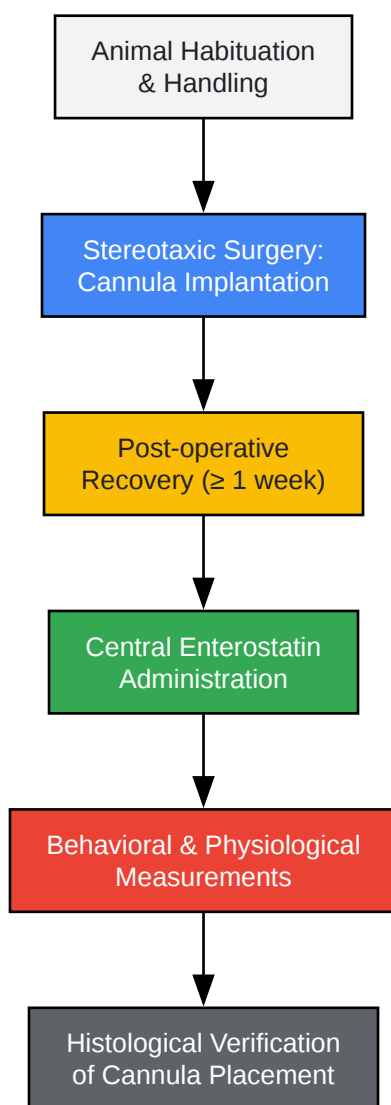 Animal Habituation
& Handling
Stereotaxic Surgery:
Cannula Implantation
Post-operative
Recovery (≥ 1 week)
Central Enterostatin
Administration
Behavioral & Physiological
Measurements
Histological Verification
of Cannula Placement